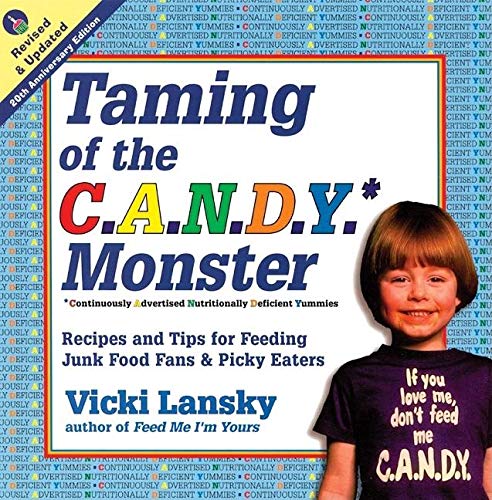 Revised
& Updated
20th Anniversary Edition
Taming
of the
C.A.N.D.Y.*
Monster
*Continuously Advertised Nutritionally Deficient Yummies
Recipes and Tips for Feeding
Junk Food Fans & Picky Eaters
Vicki Lansky
author of Feed Me I'm Yours
If you
love me,
don't feed
me
C.A.N.D.Y.